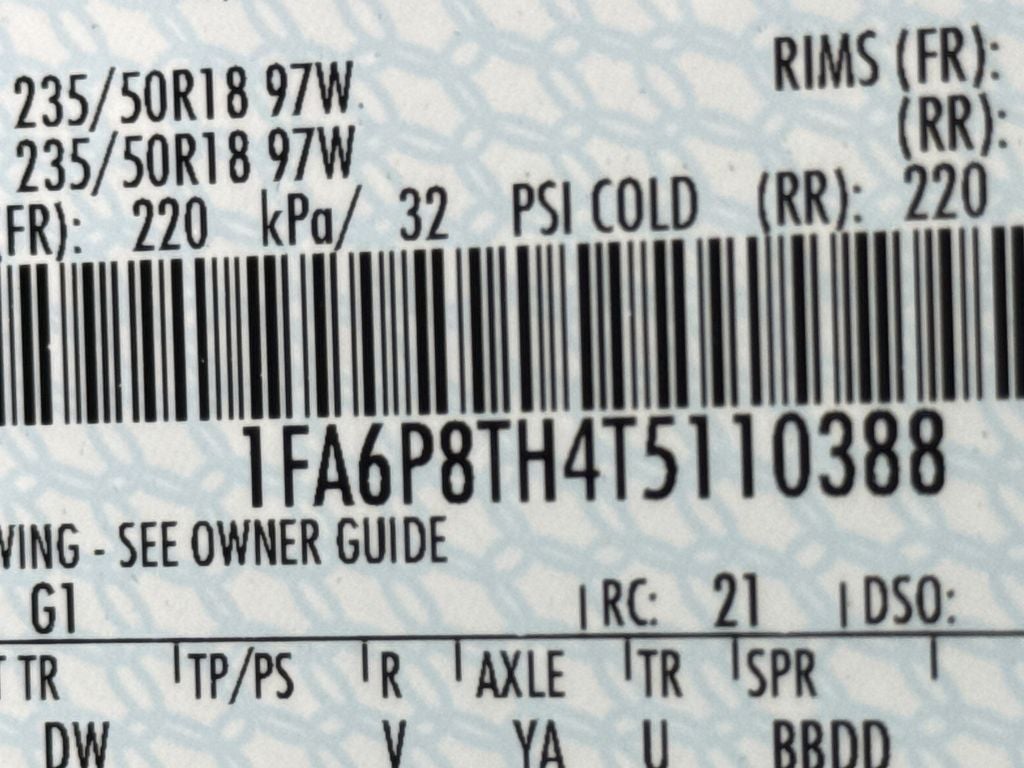 RIMS (FR):
235/50R18 97W
(RR):
235/50R18 97W
(FR): 220 kPa/ 32 PSI COLD (RR): 220
1FA6P8TH4T5110388
VING - SEE OWNER GUIDE
G1 | RC: 21 | DSO:
TR | TP/PS | R | AXLE | TR | SPR |
DW V YA U BBDD